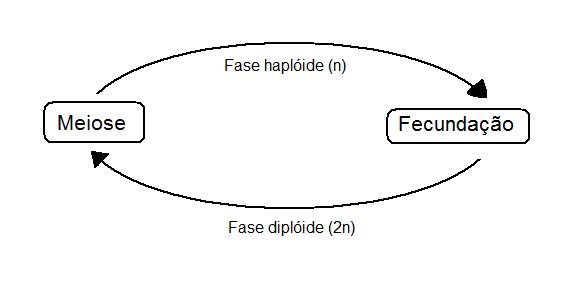 Fase haplóide (n)
Meiose
Fecundação
Fase diplóide (2n)